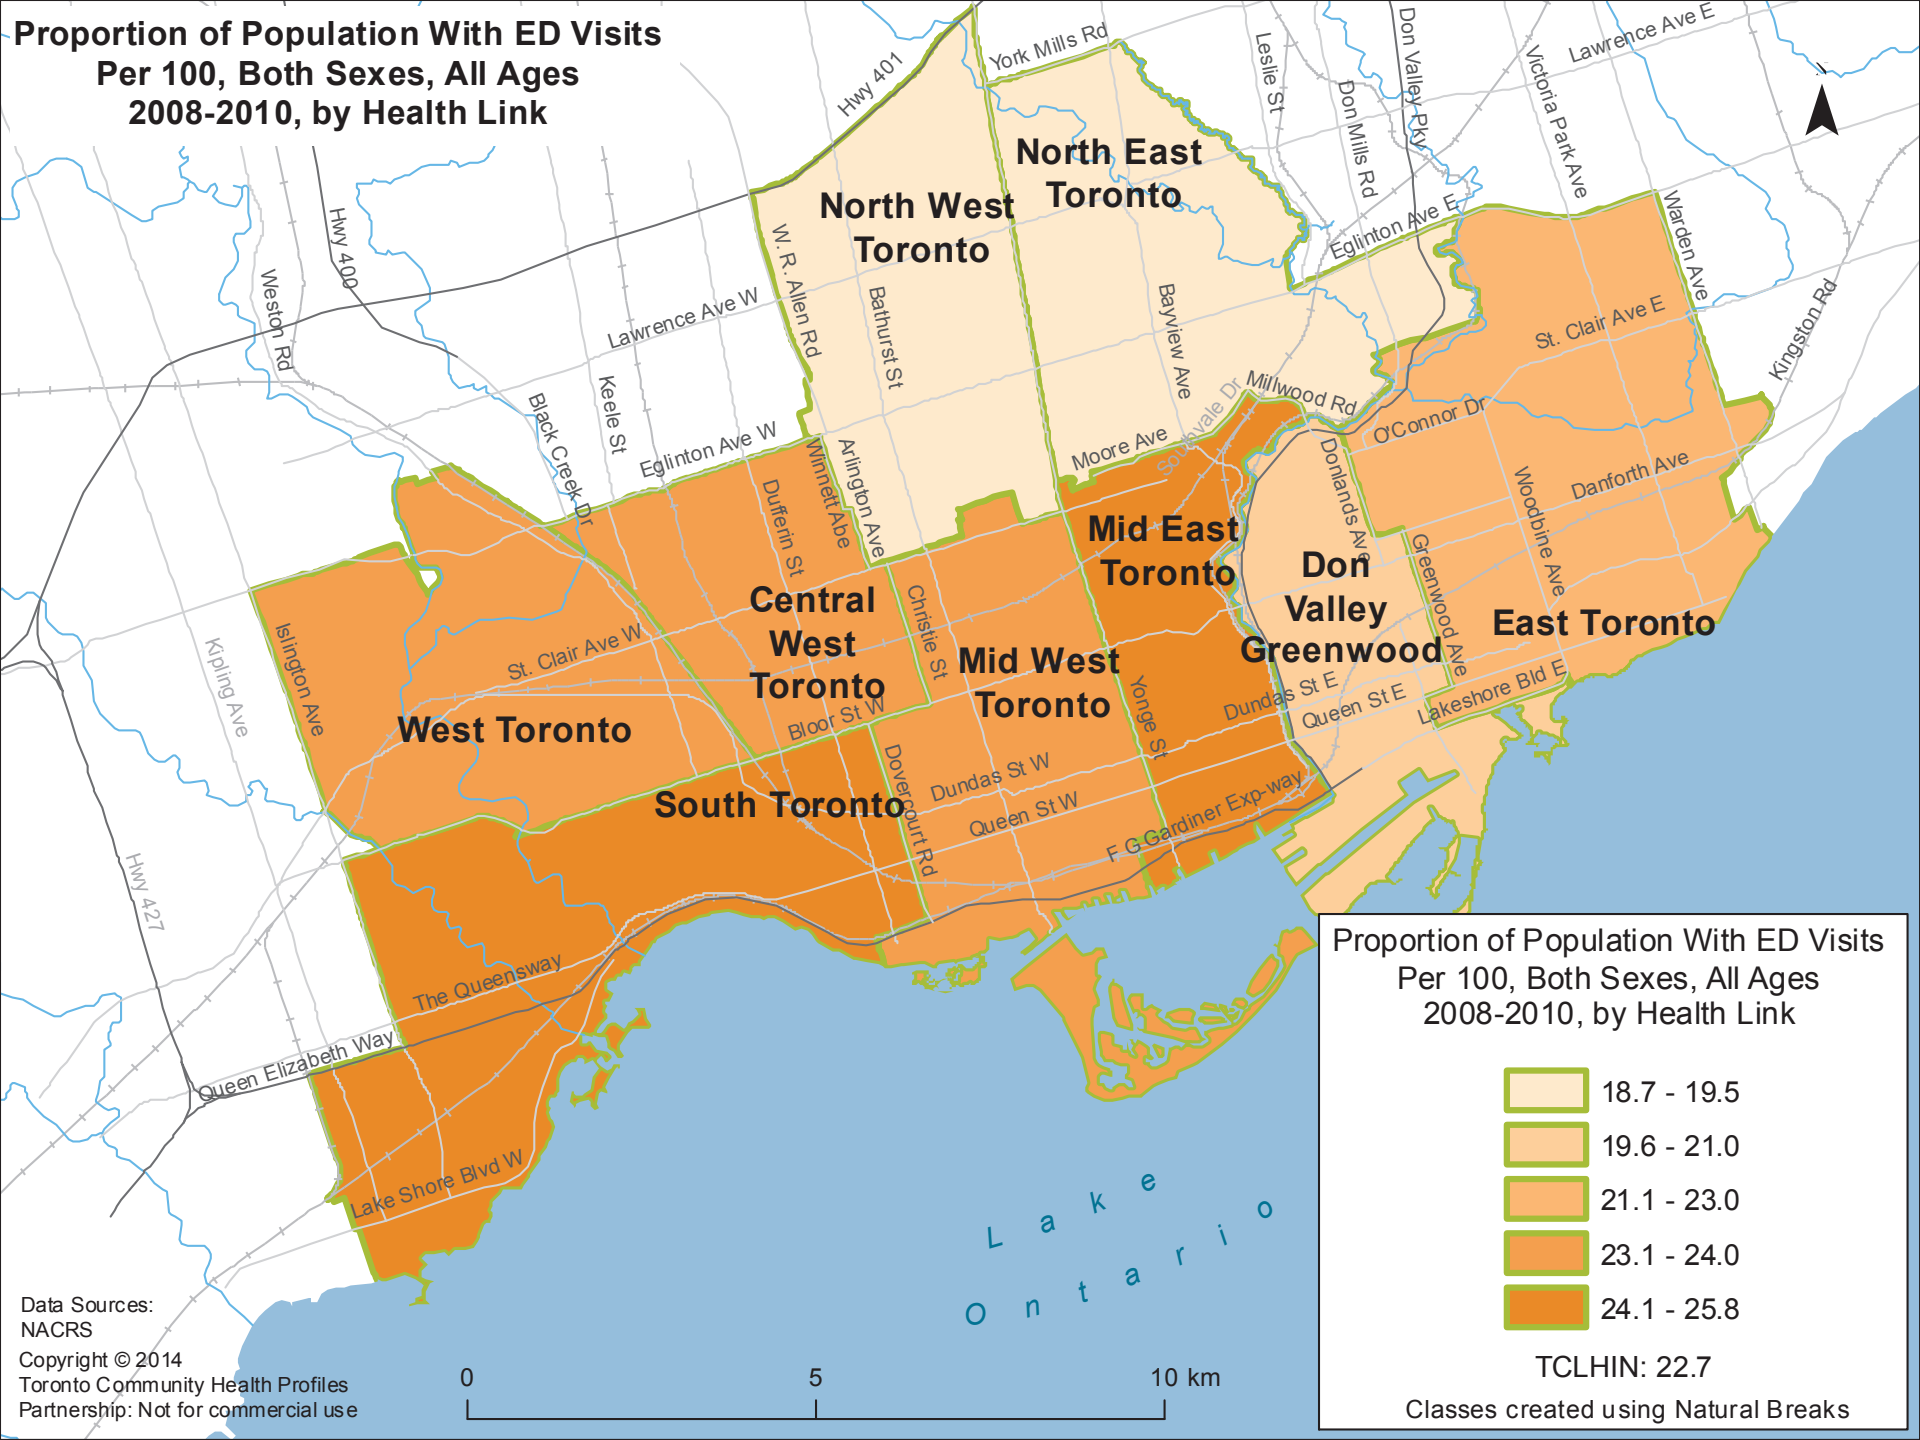 Proportion of Population With ED Visits
Per 100, Both Sexes, All Ages
2008-2010, by Health Link
Hwy 401
York Mills Rd
Leslie St
Don Mills Rd
Don Valley Pky
Victoria Park Ave
Lawrence Ave E
North East
Toronto
North West
Toronto
Hwy 400
Weston Rd
W. R. Allen Rd
Bathurst St
Bayview Ave
Eglinton Ave E
Warden Ave
Kingston Rd
St. Clair Ave E
Lawrence Ave W
Keele St
Black Creek Dr
Eglinton Ave W
Winnett Abe
Arlington Ave
Dufferin St
Moore Ave
Southvale Dr
Millwood Rd
O'Connor Dr
Donlands Ave
Danforth Ave
Woodbine Ave
Greenwood Ave
Mid East
Toronto
Don
Valley
Greenwood
East Toronto
Central
West
Toronto
Christie St
Mid West
Toronto
Kipling Ave
Islington Ave
St. Clair Ave W
West Toronto
Bloor St W
Yonge St
Dundas St E
Queen St E
Lakeshore Bld E
South Toronto
Dovercourt Rd
Dundas St W
Queen St W
F G Gardiner Exp-way
Hwy 427
The Queensway
Queen Elizabeth Way
Lake Shore Blvd W
Lake
Ontario
Proportion of Population With ED Visits
Per 100, Both Sexes, All Ages
2008-2010, by Health Link
18.7 - 19.5
19.6 - 21.0
21.1 - 23.0
23.1 - 24.0
24.1 - 25.8
TCLHIN: 22.7
Classes created using Natural Breaks
Data Sources:
NACRS
Copyright © 2014
Toronto Community Health Profiles
Partnership: Not for commercial use
0 5 10 km